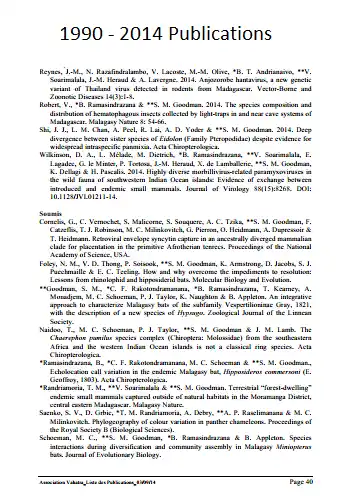 1990 - 2014 Publications
Reynes, J.-M., N. Razafindralambo, V. Lacoste, M.-M. Olive, *B. T. Andrianaivo, **V.
Soarimalala, J.-M. Heraud & A. Lavergne. 2014. Anjozorobe hantavirus, a new genetic
variant of Thailand virus detected in rodents from Madagascar. Vector-Borne and
Zoonotic Diseases 14(3):1-8.
Robert, V., *B. Ramasindrazana & **S. M. Goodman. 2014. The species composition and
distribution of hematophagous insects collected by light-traps in and near cave systems of
Madagascar. Malagasy Nature 8: 54-66.
Shi, J. J., L. M. Chan, A. Peel, R. Lai, A. D. Yoder & **S. M. Goodman. 2014. Deep
divergence between sister species of Eidolon (Family Pteropodidae) despite evidence for
widespread intraspecific panmixia. Acta Chiropterologica.
Wilkinson, D. A., L. Mélade, M. Dietrich, *B. Ramasindrazana, **V. Soarimalala, E.
Lagadec, G. le Minter, P. Tortosa, J.-M. Heraud, X. de Lamballerie, **S. M. Goodman,
K. Dellagi & H. Pascalis. 2014. Highly diverse morbillivirus-related paramyxoviruses in
the wild fauna of southwestern Indian Ocean islands: Evidence of exchange between
introduced and endemic small mammals. Journal of Virology 88(15):8268. DOI:
10.1128/JVI.01211-14.
Soumis
Cornelis, G., C. Vernochet, S. Malicorne, S. Souquere, A. C. Tzika, **S. M. Goodman, F.
Catzeflis, T. J. Robinson, M. C. Milinkovitch, G. Pierron, O. Heidmann, A. Dupressoir &
T. Heidmann. Retroviral envelope syncytin capture in an ancestrally diverged mammalian
clade for placentation in the primitive Afrotherian tenrecs. Proceedings of the National
Academy of Science, USA.
Foley, N. M., V. D. Thong, P. Soisook, **S. M. Goodman, K. Armstrong, D. Jacobs, S. J.
Puechmaille & E. C. Teeling. How and why overcome the impediments to resolution:
Lessons from rhinolophid and hipposiderid bats. Molecular Biology and Evolution.
**Goodman, S. M., *C. F. Rakotondramanana, *B. Ramasindrazana, T. Kearney, A.
Monadjem, M. C. Schoeman, P. J. Taylor, K. Naughton & B. Appleton. An integrative
approach to characterize Malagasy bats of the subfamily Vespertilioninae Gray, 1821,
with the description of a new species of Hypsugo. Zoological Journal of the Linnean
Society.
Naidoo, T., M. C. Schoeman, P. J. Taylor, **S. M. Goodman & J. M. Lamb. The
Chaerephon pumilus species complex (Chiroptera: Molossidae) from the southeastern
Africa and the western Indian Ocean islands is not a classical ring species. Acta
Chiropterologica.
*Ramasindrazana, B., *C. F. Rakotondramanana, M. C. Schoeman & **S. M. Goodman,.
Echolocation call variation in the endemic Malagasy bat, Hipposideros commersoni (E.
Geoffroy, 1803). Acta Chiropterologica.
*Randriamoria, T. M., **V. Soarimalala & **S. M. Goodman. Terrestrial “forest-dwelling”
endemic small mammals captured outside of natural habitats in the Moramanga District,
central eastern Madagascar. Malagasy Nature.
Saenko, S. V., D. Grbic, *T. M. Randriamoria, A. Debry, **A. P. Raselimanana & M. C.
Milinkovitch. Phylogeography of colour variation in panther chameleons. Proceedings of
the Royal Society B (Biological Sciences).
Schoeman, M. C., **S. M. Goodman, *B. Ramasindrazana & B. Appleton. Species
interactions during diversification and community assembly in Malagasy Miniopterus
bats. Journal of Evolutionary Biology.
Association Vahatra_Liste des Publications_03/09/14 Page 40